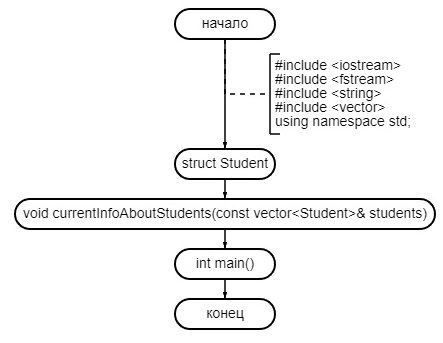 начало
#include <iostream>
#include <fstream>
#include <string>
#include <vector>
using namespace std;
struct Student
void currentInfoAboutStudents(const vector<Student>& students)
int main()
конец